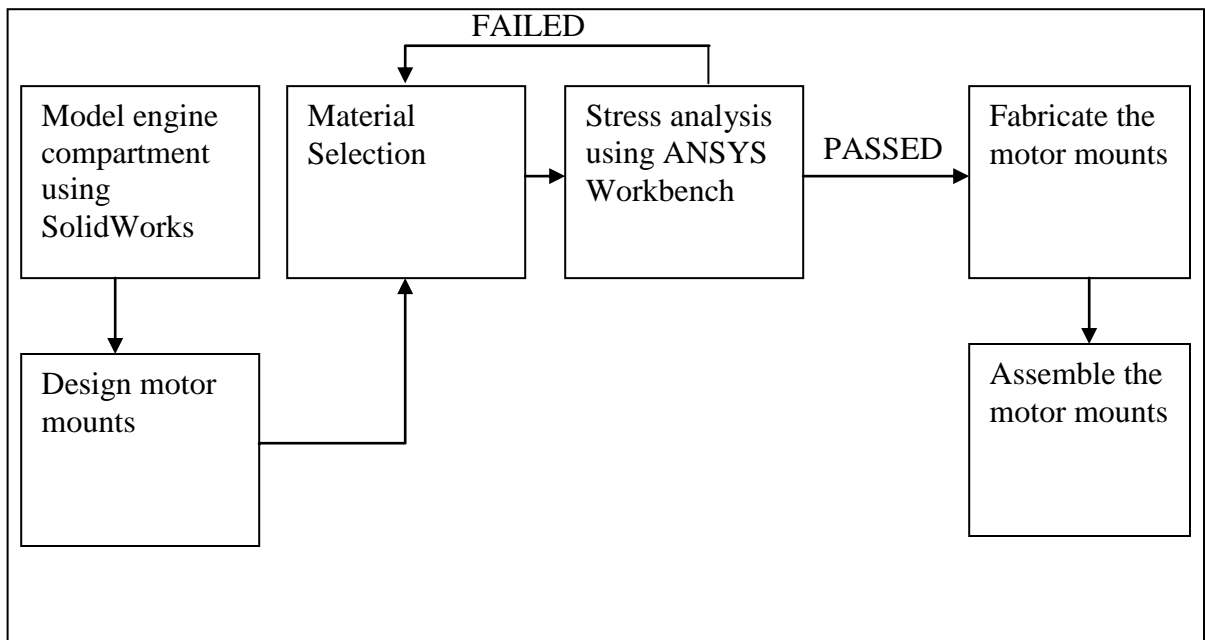 FAILED
Model engine
compartment
using
SolidWorks
Material
Selection
Stress analysis
using ANSYS
Workbench
PASSED
Fabricate the
motor mounts
Design motor
mounts
Assemble the
motor mounts